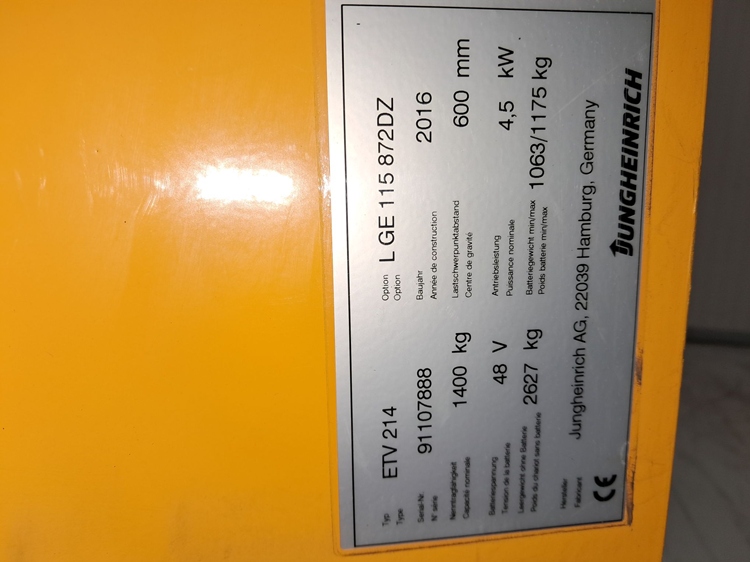 Typ ETV 214 Option L GE 115 872DZ
Type Option
Serial-Nr. 91107888 Baujahr 2016
N° série Année de construction
Nenntragfähigkeit 1400 kg Lastschwerpunktabstand 600 mm
Capacité nominale Centre de gravité
Batteriespannung 48 V Antriebsleistung 4,5 kW
Tension de la batterie Puissance nominale
Leergewicht ohne Batterie 2627 kg Batteriegewicht min/max 1063/1175 kg
Poids du chariot sans batterie Poids batterie min/max
Hersteller Jungheinrich AG, 22039 Hamburg, Germany
Fabricant
CE JUNGHEINRICH